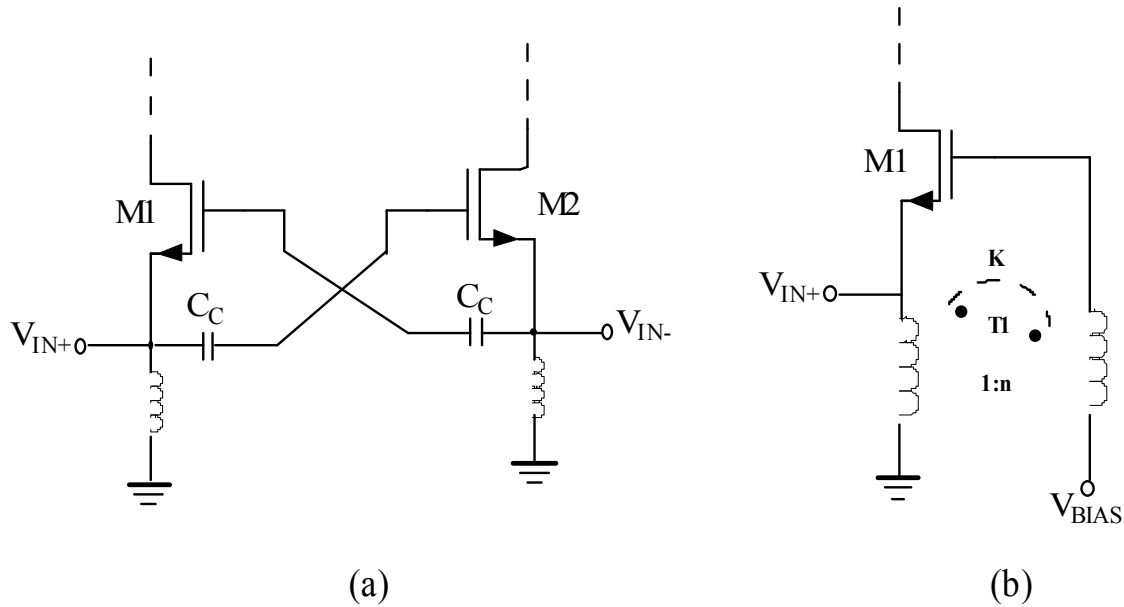 M1
M2
C_C
C_C
V_IN+
V_IN-
(a)
M1
K
V_IN+
T1
1:n
V_BIAS
(b)